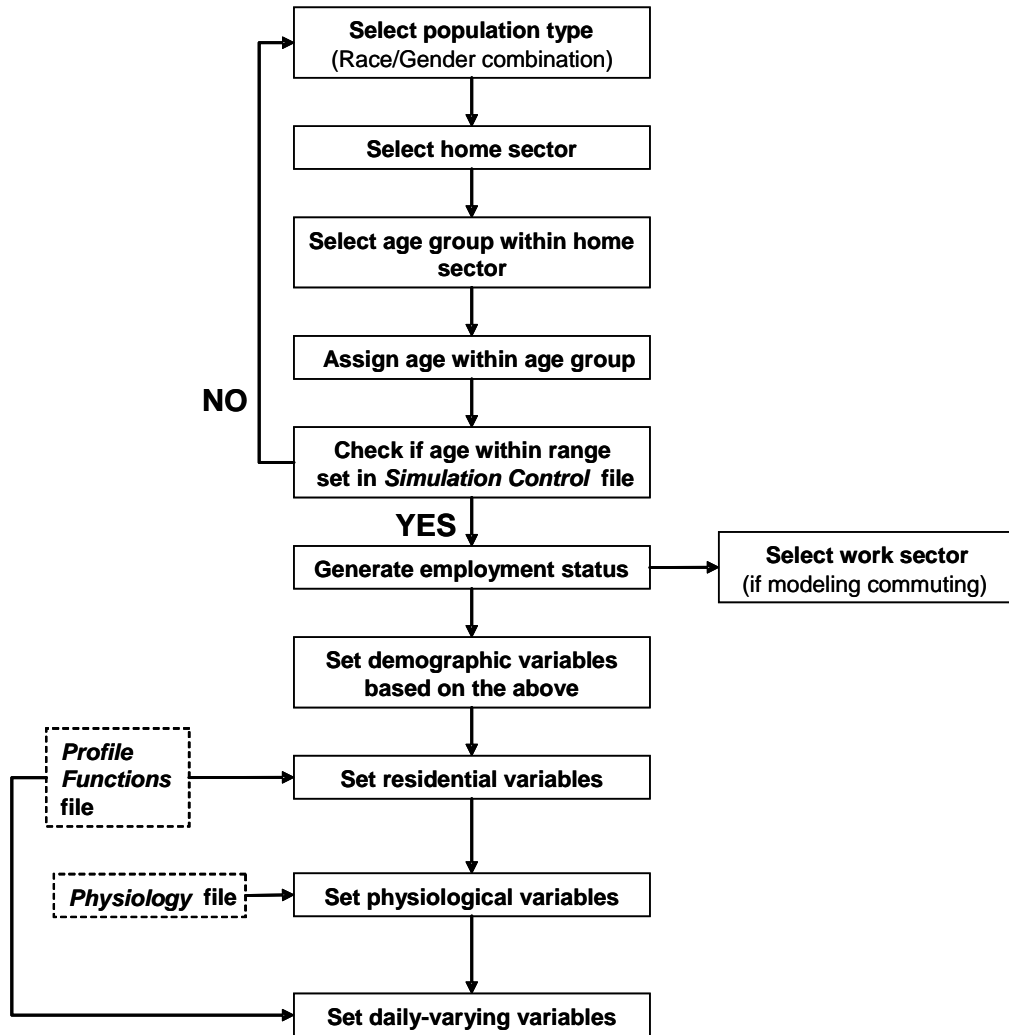 Select population type
(Race/Gender combination)
Select home sector
Select age group within home
sector
Assign age within age group
NO
Check if age within range
set in Simulation Control file
YES
Generate employment status
Select work sector
(if modeling commuting)
Set demographic variables
based on the above
Profile
Functions
file
Set residential variables
Physiology file
Set physiological variables
Set daily-varying variables